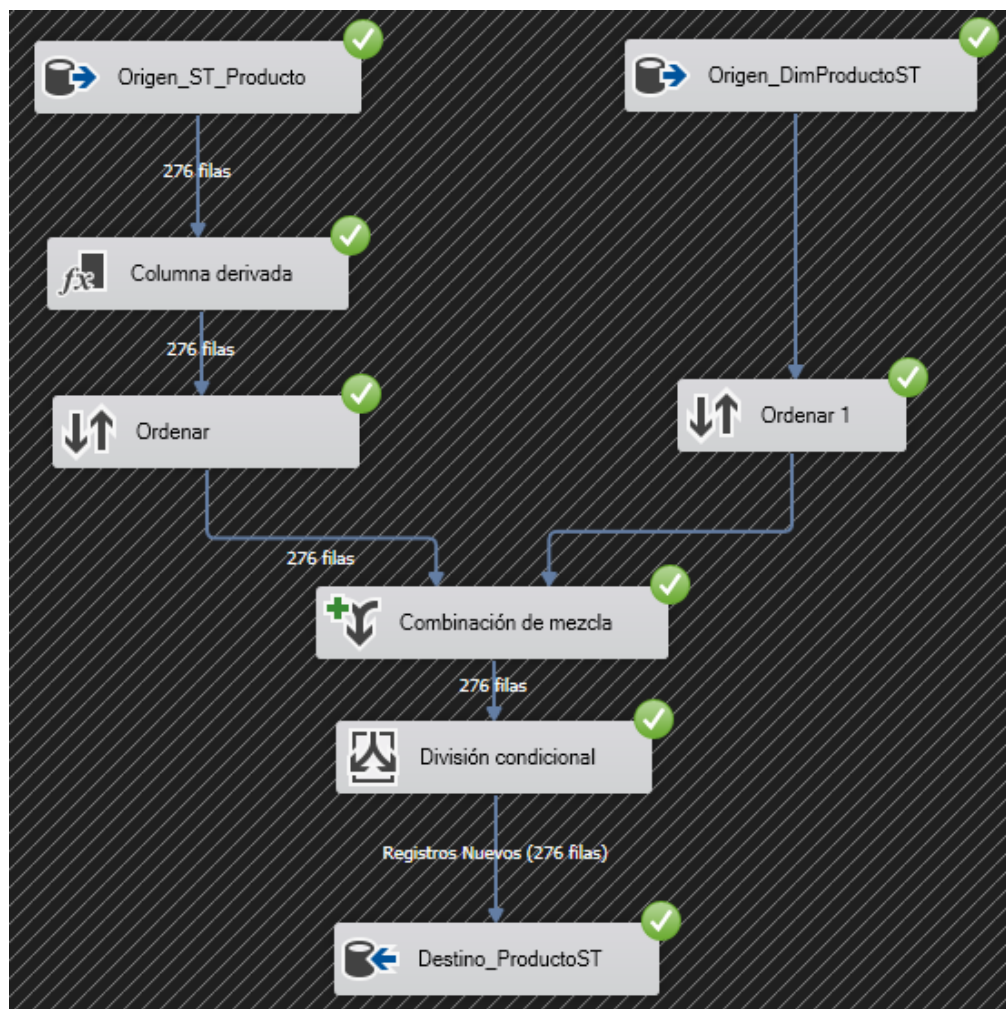 Origen_ST_Producto
Origen_DimProductoST
276 filas
Columna derivada
276 filas
Ordenar
Ordenar 1
276 filas
Combinación de mezcla
276 filas
División condicional
Registros Nuevos (276 filas)
Destino_ProductoST